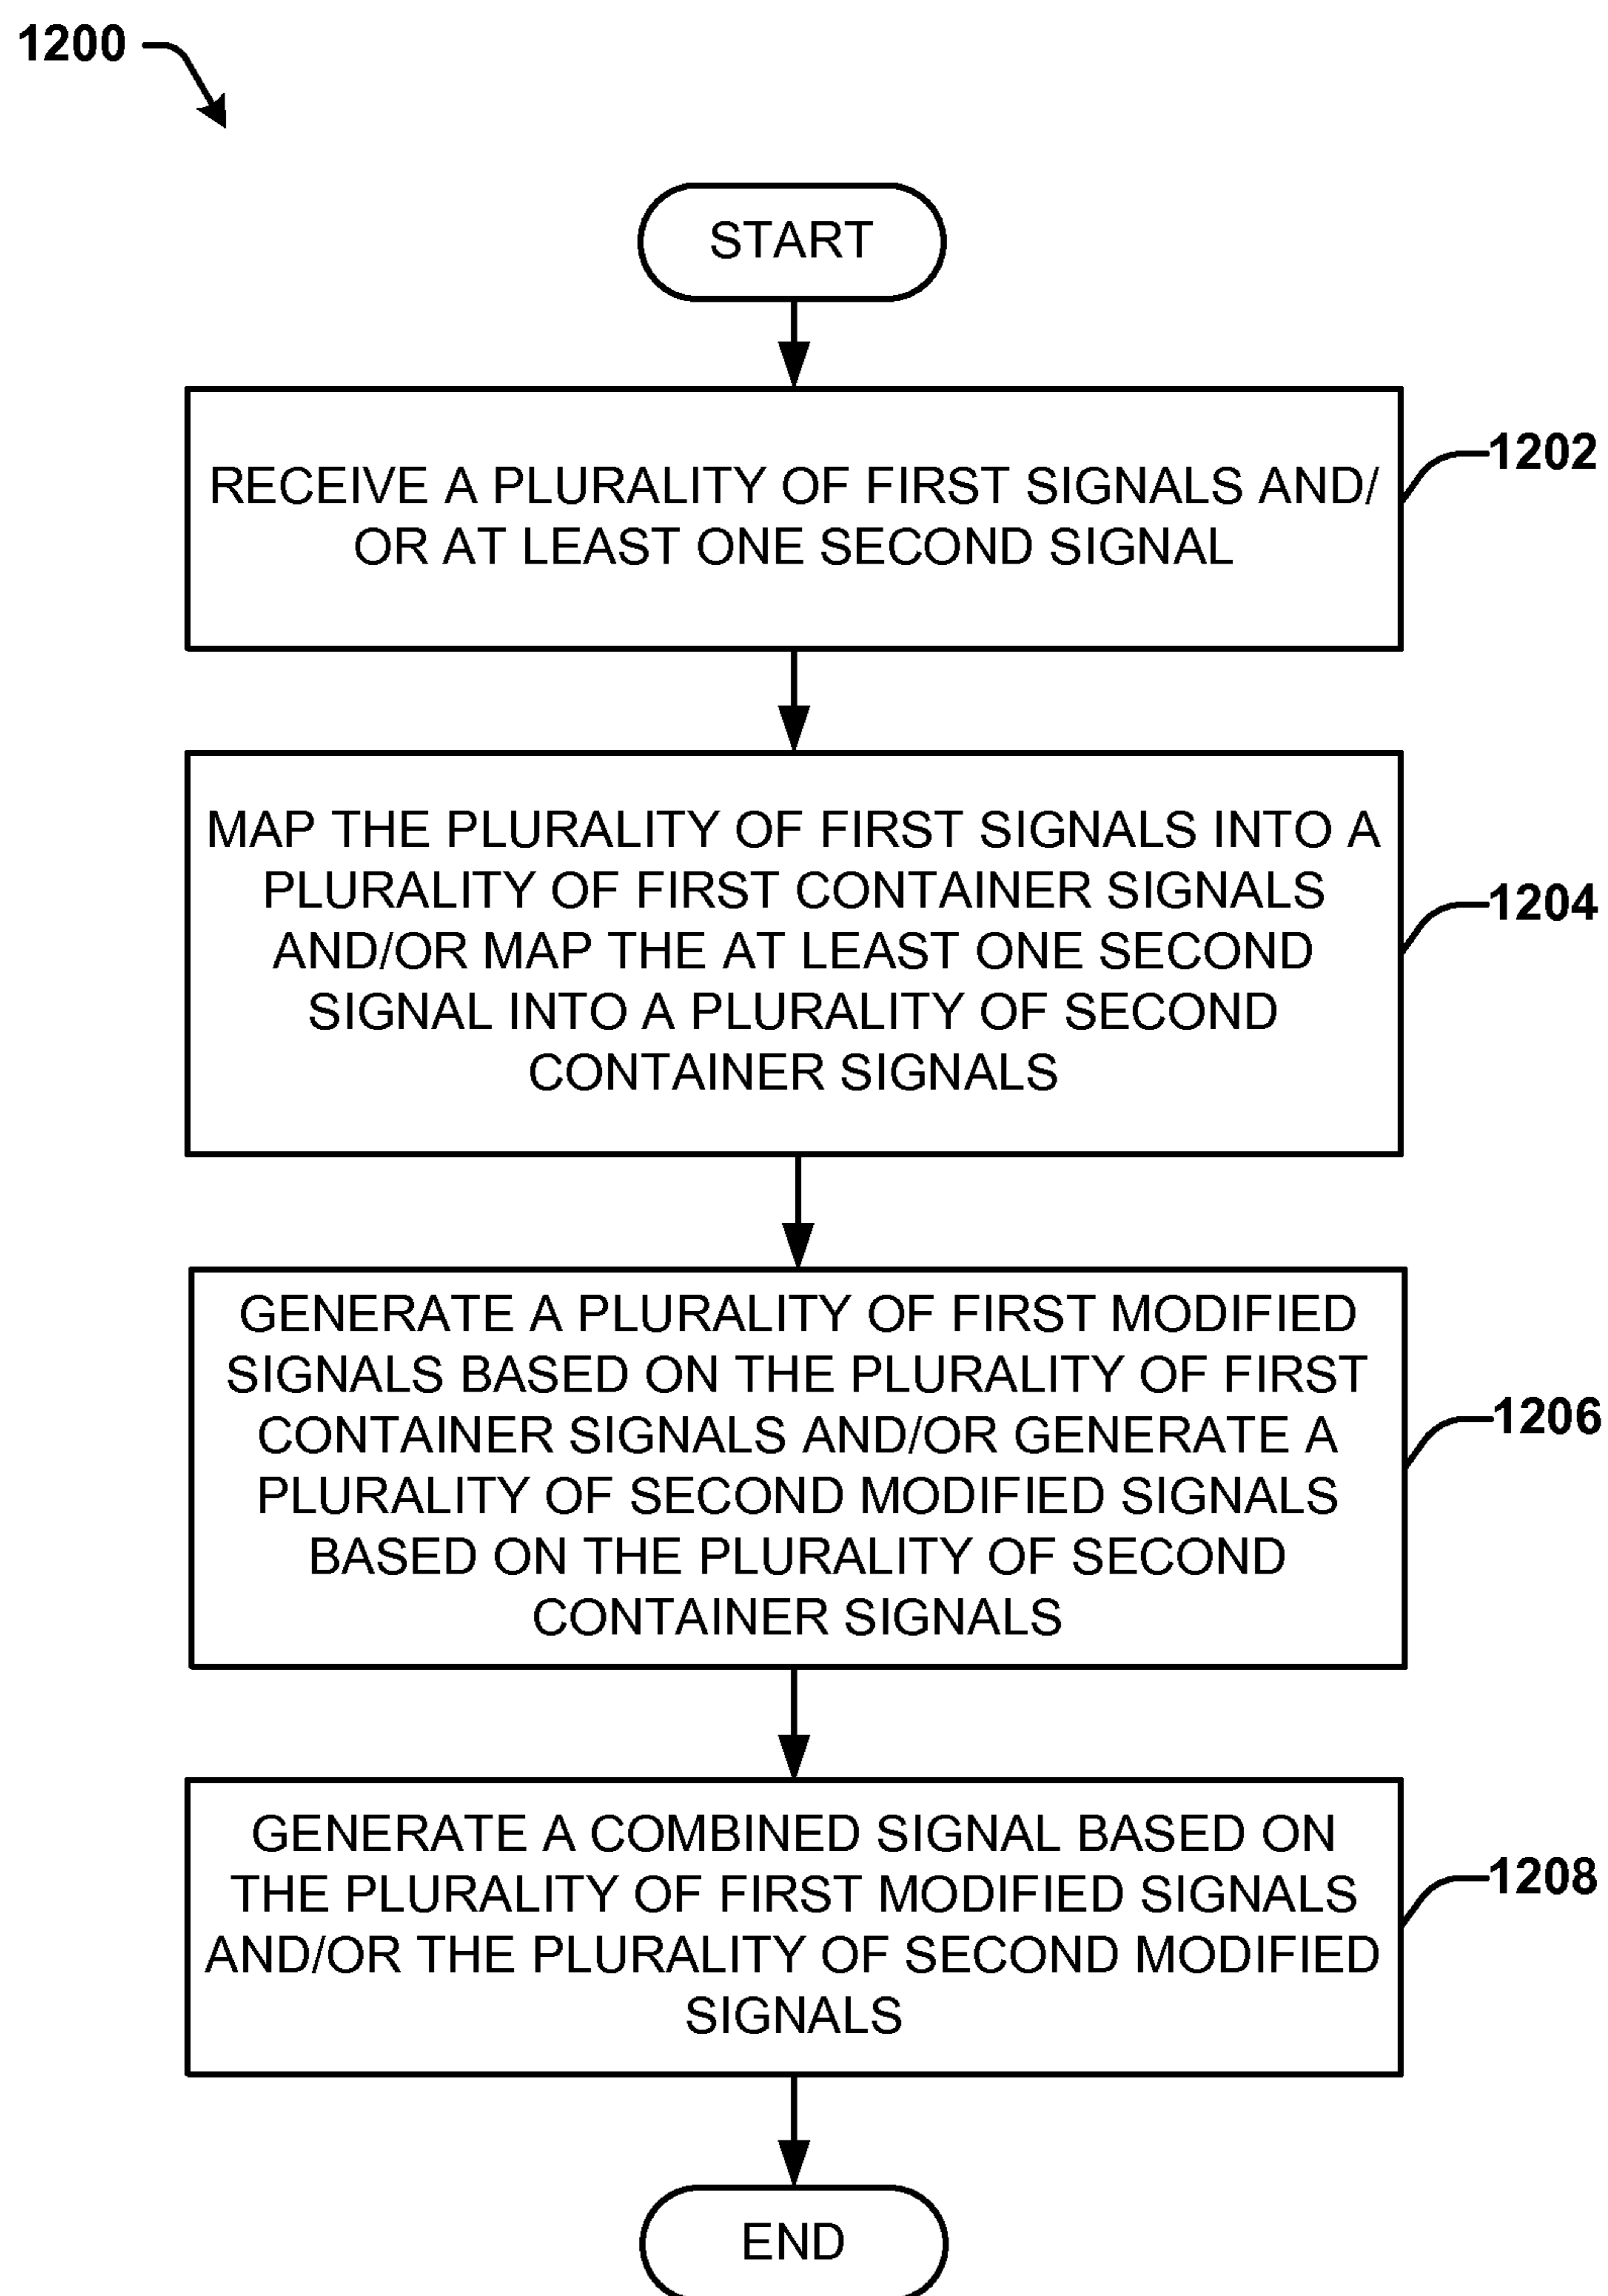 1200
START
RECEIVE A PLURALITY OF FIRST SIGNALS AND/
OR AT LEAST ONE SECOND SIGNAL
1202
MAP THE PLURALITY OF FIRST SIGNALS INTO A
PLURALITY OF FIRST CONTAINER SIGNALS
AND/OR MAP THE AT LEAST ONE SECOND
SIGNAL INTO A PLURALITY OF SECOND
CONTAINER SIGNALS
1204
GENERATE A PLURALITY OF FIRST MODIFIED
SIGNALS BASED ON THE PLURALITY OF FIRST
CONTAINER SIGNALS AND/OR GENERATE A
PLURALITY OF SECOND MODIFIED SIGNALS
BASED ON THE PLURALITY OF SECOND
CONTAINER SIGNALS
1206
GENERATE A COMBINED SIGNAL BASED ON
THE PLURALITY OF FIRST MODIFIED SIGNALS
AND/OR THE PLURALITY OF SECOND MODIFIED
SIGNALS
1208
END